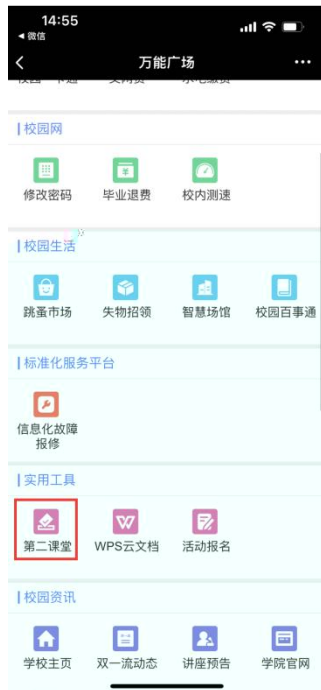 14:55
微信
万能广场
校园网
修改密码 毕业退费 校内测速
校园生活
跳蚤市场 失物招领 智慧场馆 校园百事通
标准化服务平台
信息化故障
报修
实用工具
第二课堂 WPS云文档 活动报名
校园资讯
学校主页 双一流动态 讲座预告 学院官网